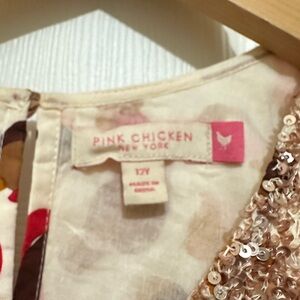 PINK CHICKEN
NEW YORK
12Y
MADE IN
INDIA